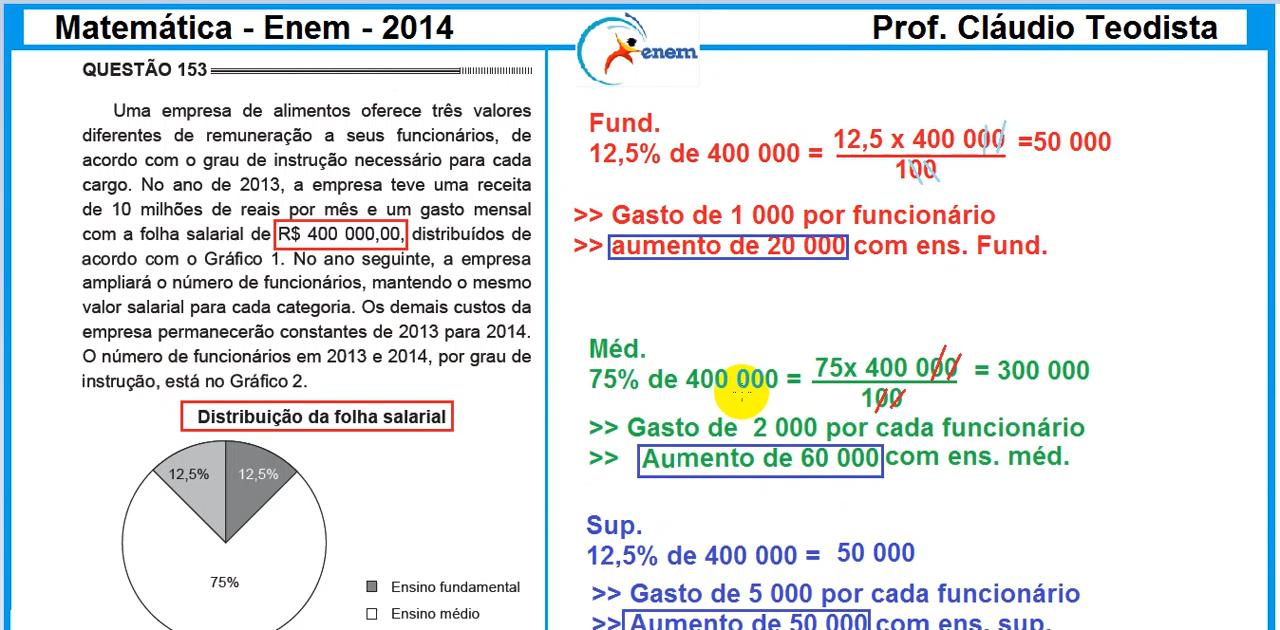 Matemática - Enem - 2014
Prof. Cláudio Teodista
enem
QUESTÃO 153
Uma empresa de alimentos oferece três valores
diferentes de remuneração a seus funcionários, de
acordo com o grau de instrução necessário para cada
cargo. No ano de 2013, a empresa teve uma receita
de 10 milhões de reais por mês e um gasto mensal
com a folha salarial de R$ 400 000,00, distribuídos de
acordo com o Gráfico 1. No ano seguinte, a empresa
ampliará o número de funcionários, mantendo o mesmo
valor salarial para cada categoria. Os demais custos da
empresa permanecerão constantes de 2013 para 2014.
O número de funcionários em 2013 e 2014, por grau de
instrução, está no Gráfico 2.
Distribuição da folha salarial
12,5% 12,5%
75%
Ensino fundamental
Ensino médio
Fund.
12,5% de 400 000 = 12,5 x 400 000 =50 000
100
>> Gasto de 1 000 por funcionário
>> aumento de 20 000 com ens. Fund.
Méd.
75% de 400 000 = 75x 400 000 = 300 000
100
>> Gasto de 2 000 por cada funcionário
>> Aumento de 60 000 com ens. méd.
Sup.
12,5% de 400 000 = 50 000
>> Gasto de 5 000 por cada funcionário
>> Aumento de 50 000 com ens. sup.